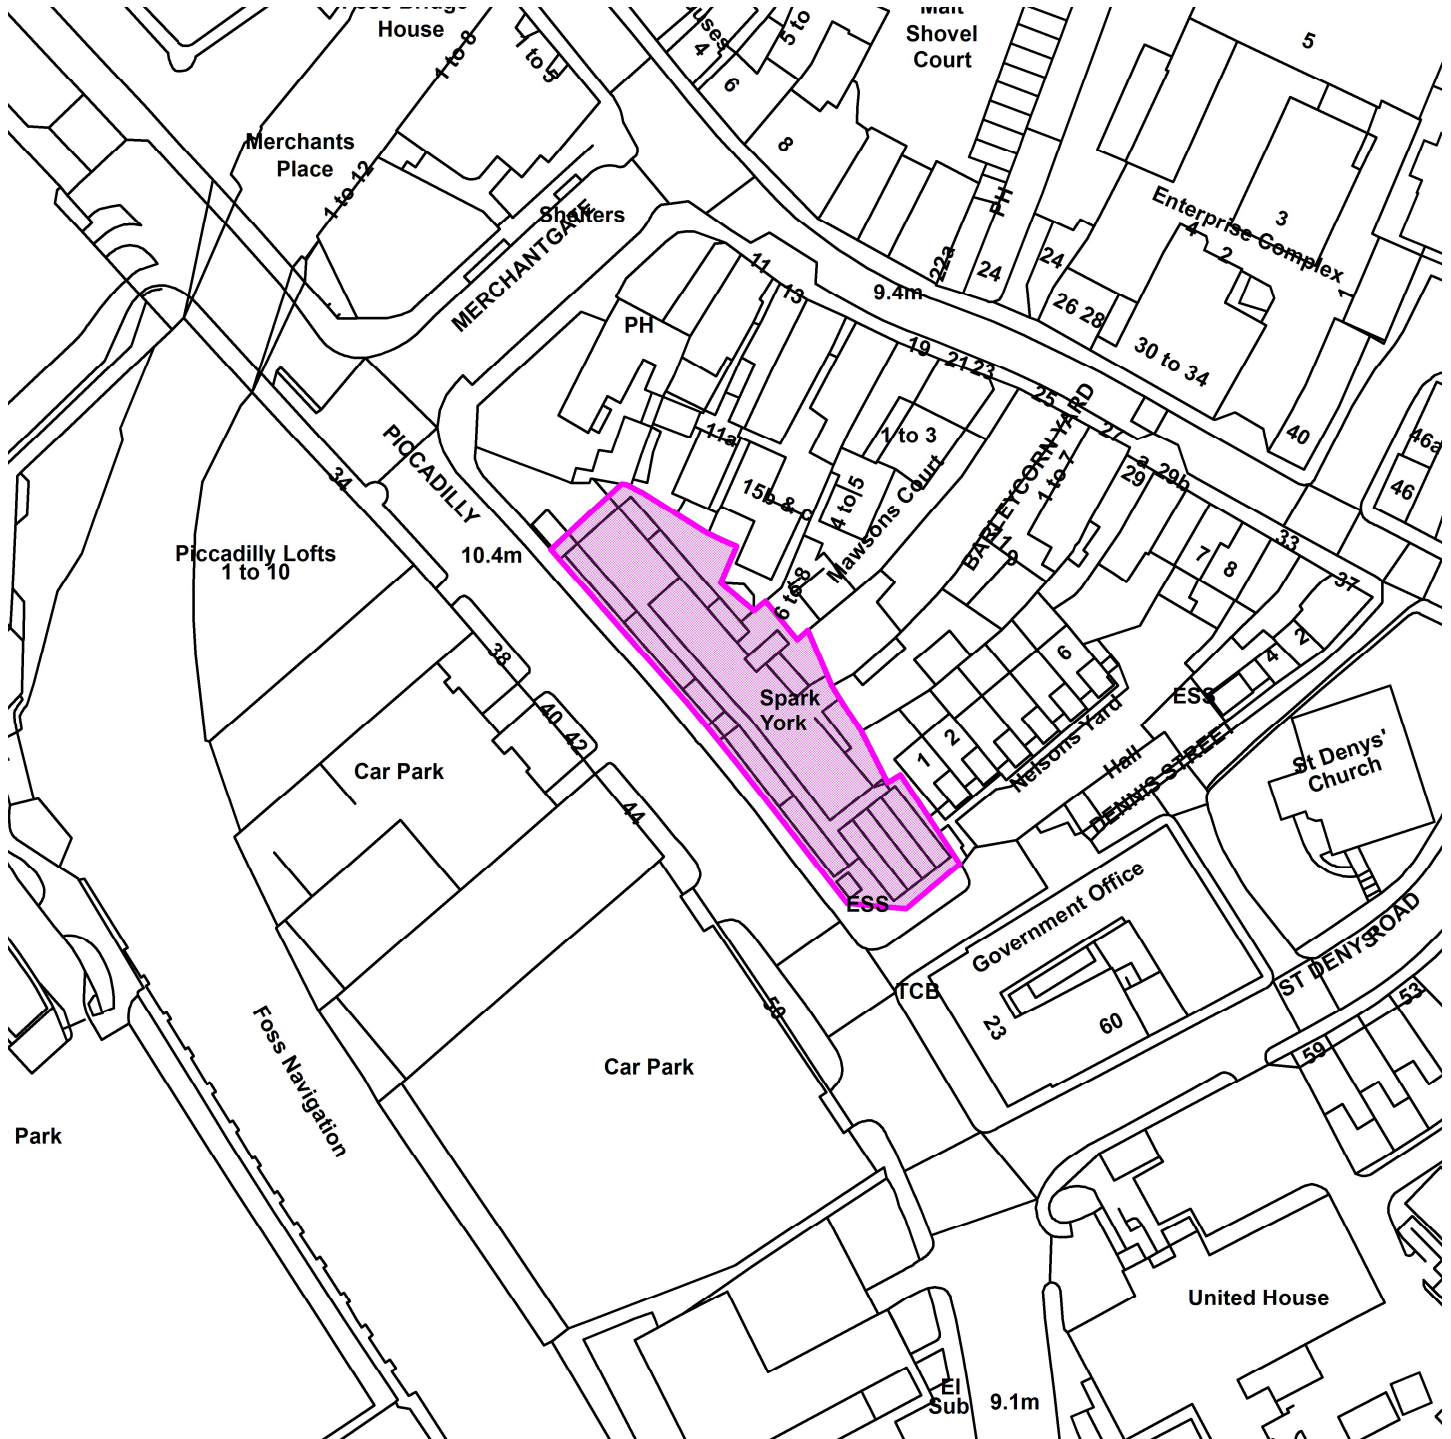 House
1 to 8
to 5
4
6
5 to
8
Malt
Shovel
Court
5
Merchants
Place
1 to 12
Shelters
MERCHANTGATE
PH
22a
24
24
26
28
9.4m
Enterprise Complex
3
4
2
1
30 to 34
40
46a
46
PH
11
13
19
21
23
25
29
a
29b
33
37
11a
15b & c
1 to 3
4 to 5
Mawsons Court
6 to 8
BARLEYCORN YARD
1 to 7
7
8
PICCADILLY
34
10.4m
Piccadilly Lofts
1 to 10
38
40
42
44
50
Car Park
Spark
York
ESS
1
2
6
Nelsons Yard
ESS
4
2
Hall
DENNIS STREET
St Denys'
Church
Government Office
TCB
23
60
ST DENYS' ROAD
53
59
Foss Navigation
Car Park
Park
United House
El
Sub
9.1m